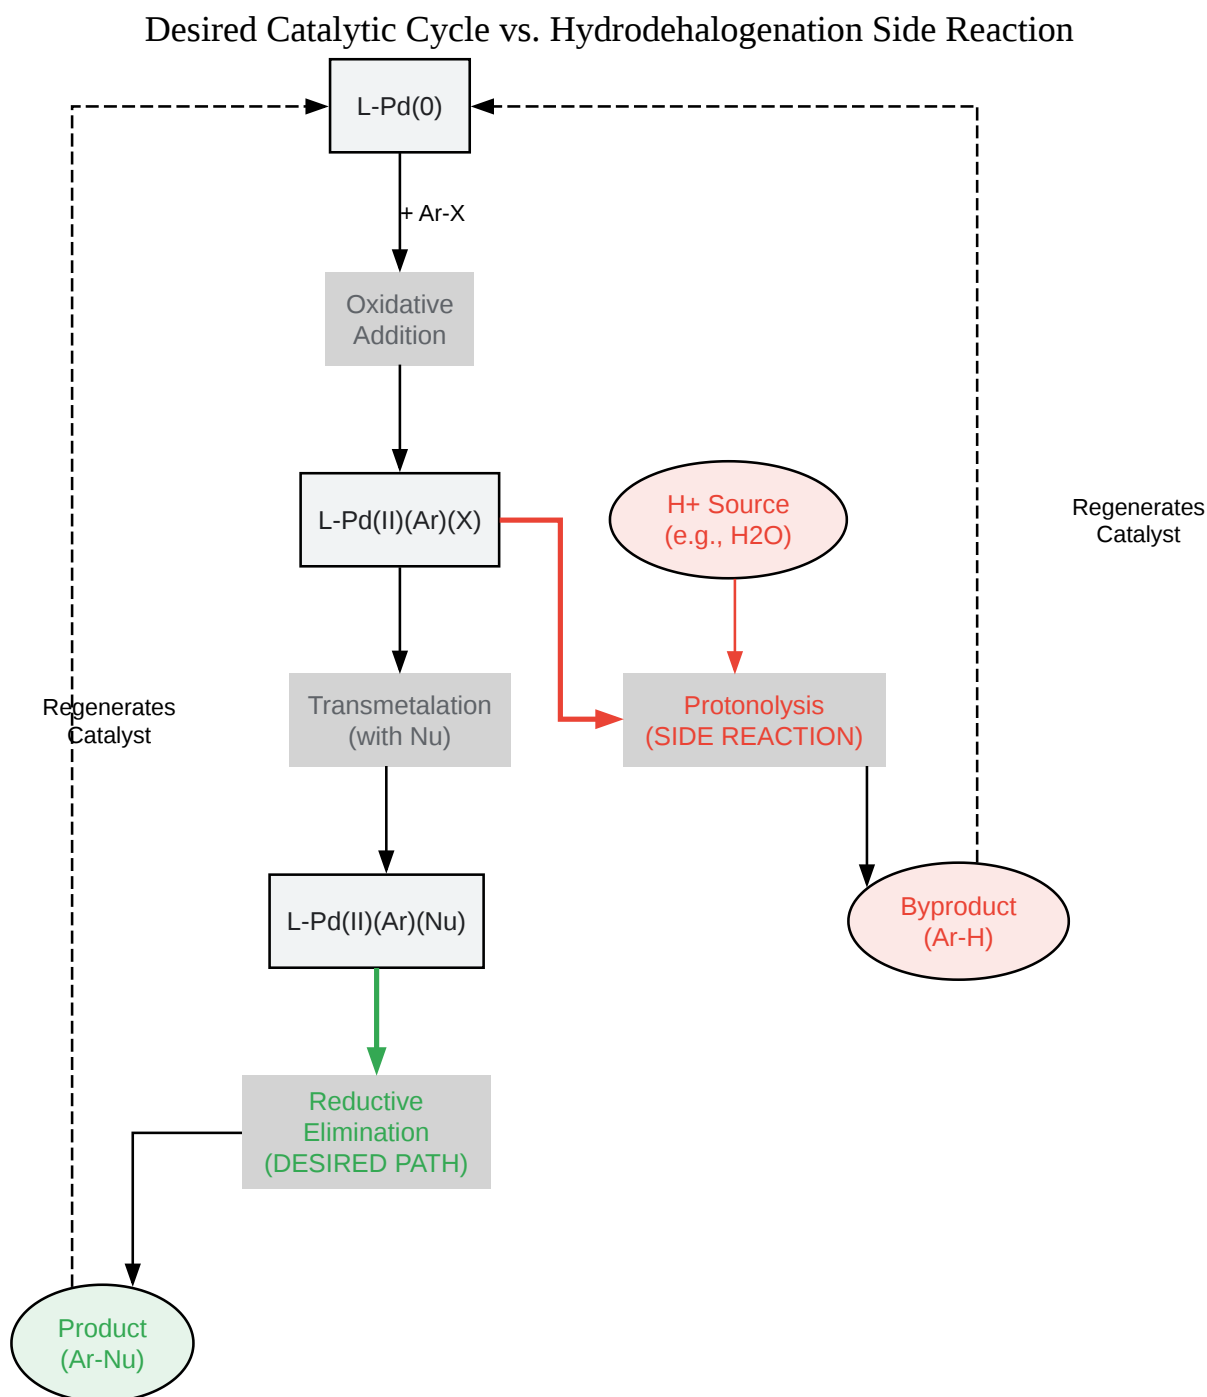 Desired Catalytic Cycle vs. Hydrodehalogenation Side Reaction
L-Pd(0)
+ Ar-X
Oxidative
Addition
L-Pd(II)(Ar)(X)
H+ Source
(e.g., H2O)
Regenerates
Catalyst
Transmetalation
(with Nu)
Protonolysis
(SIDE REACTION)
Regenerates
Catalyst
L-Pd(II)(Ar)(Nu)
Byproduct
(Ar-H)
Reductive
Elimination
(DESIRED PATH)
Product
(Ar-Nu)